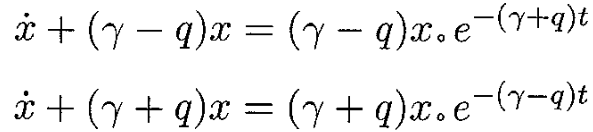 ẋ + (γ − q)x = (γ − q)x∘e^{−(γ+q)t}
ẋ + (γ + q)x = (γ + q)x∘e^{−(γ−q)t}